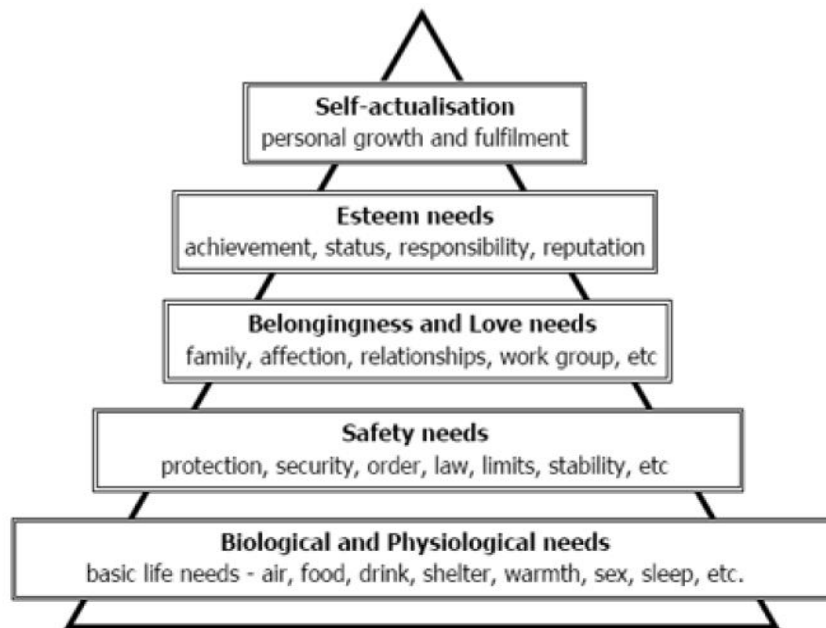 Self-actualisation
personal growth and fulfilment
Esteem needs
achievement, status, responsibility, reputation
Belongingness and Love needs
family, affection, relationships, work group, etc
Safety needs
protection, security, order, law, limits, stability, etc
Biological and Physiological needs
basic life needs - air, food, drink, shelter, warmth, sex, sleep, etc.